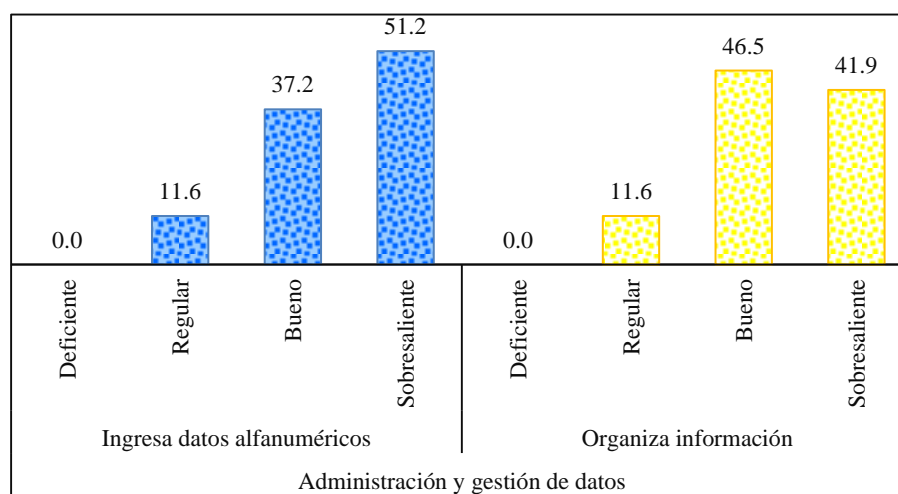 51.2
46.5
41.9
37.2
11.6
11.6
0.0
0.0
Deficiente
Regular
Bueno
Sobresaliente
Deficiente
Regular
Bueno
Sobresaliente
Ingresa datos alfanuméricos
Organiza información
Administración y gestión de datos